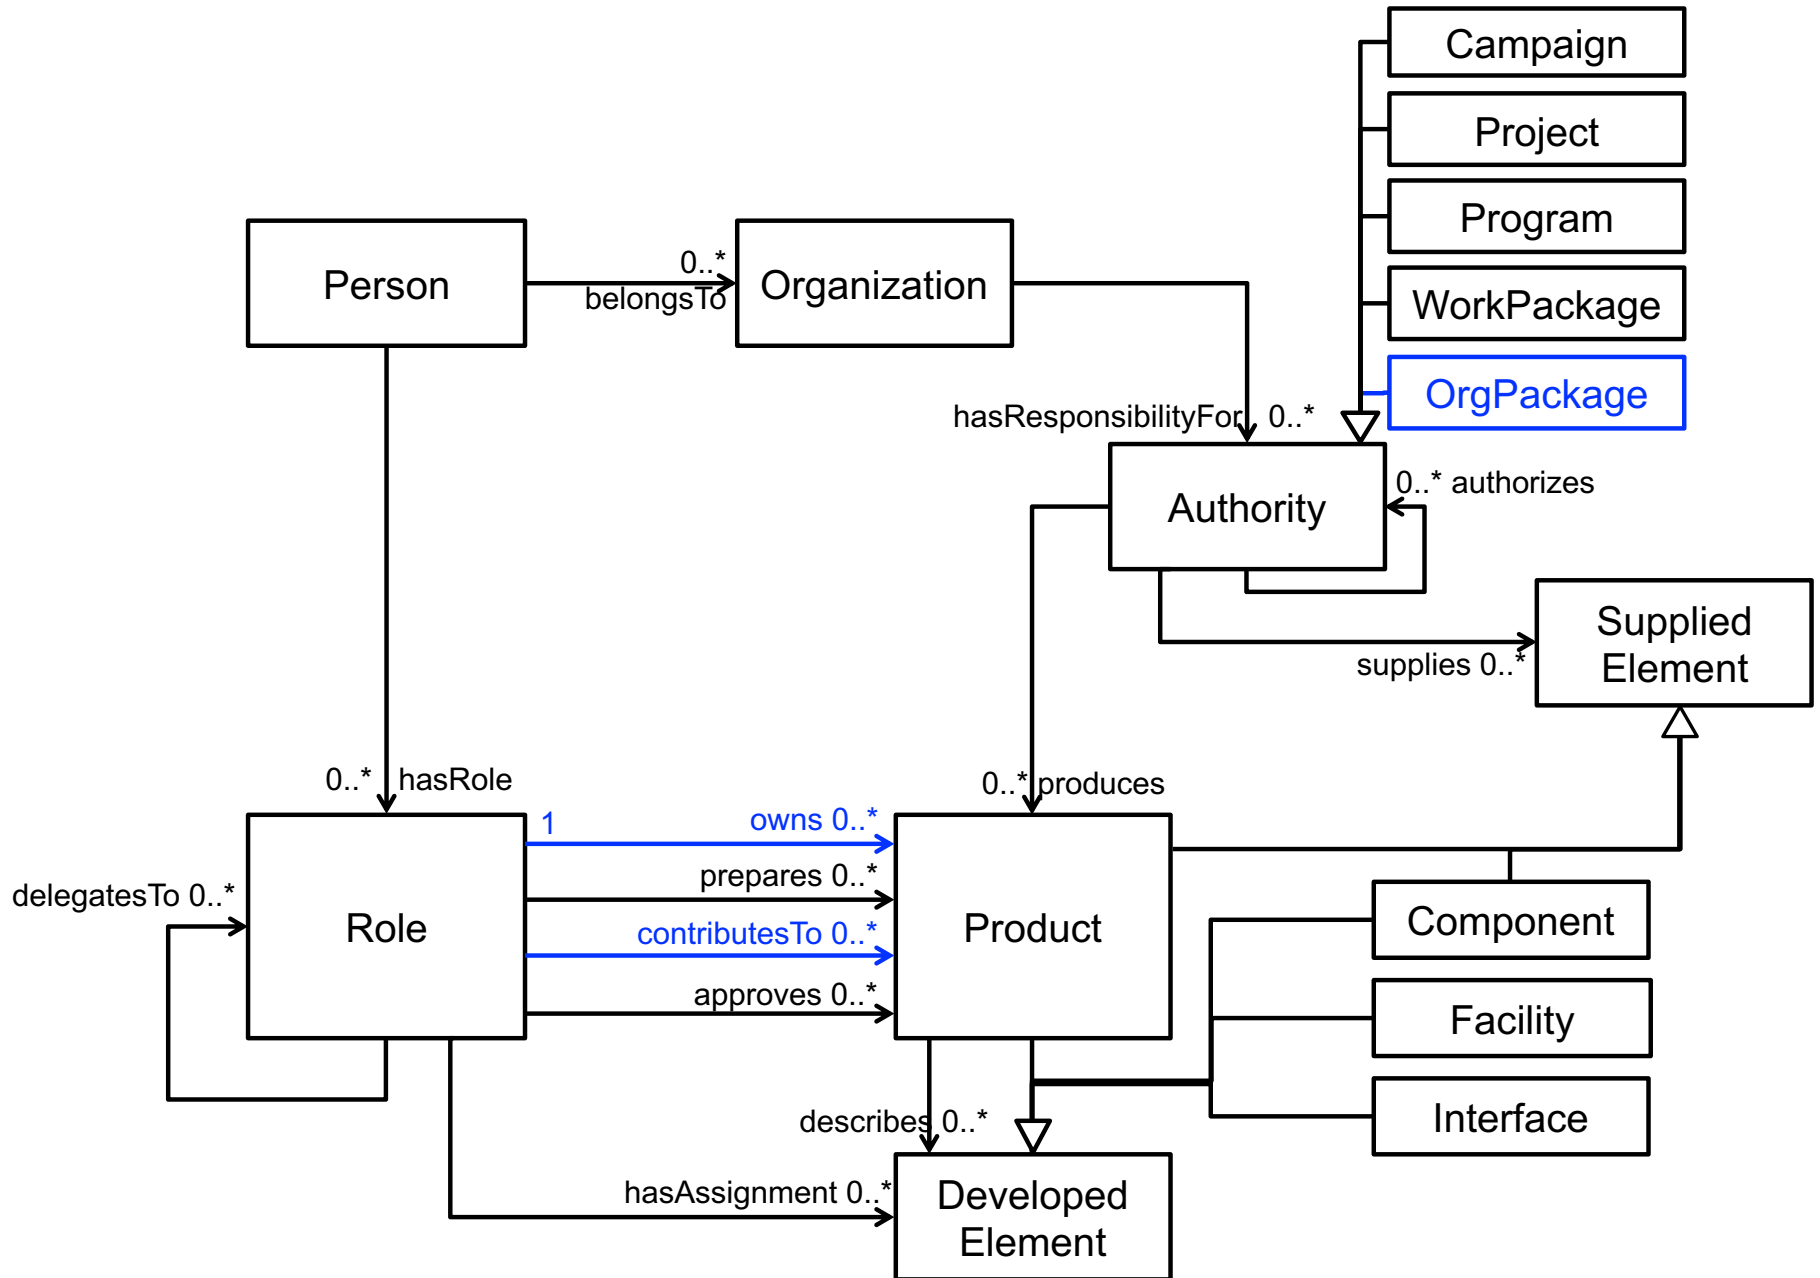 Campaign
Project
Program
WorkPackage
OrgPackage
Person
0..*
belongsTo
Organization
hasResponsibilityFor 0..*
Authority
0..* authorizes
Supplied
Element
supplies 0..*
0..* hasRole
0..* produces
1
owns 0..*
prepares 0..*
delegatesTo 0..*
Role
contributesTo 0..*
approves 0..*
Product
Component
Facility
Interface
describes 0..*
hasAssignment 0..*
Developed
Element